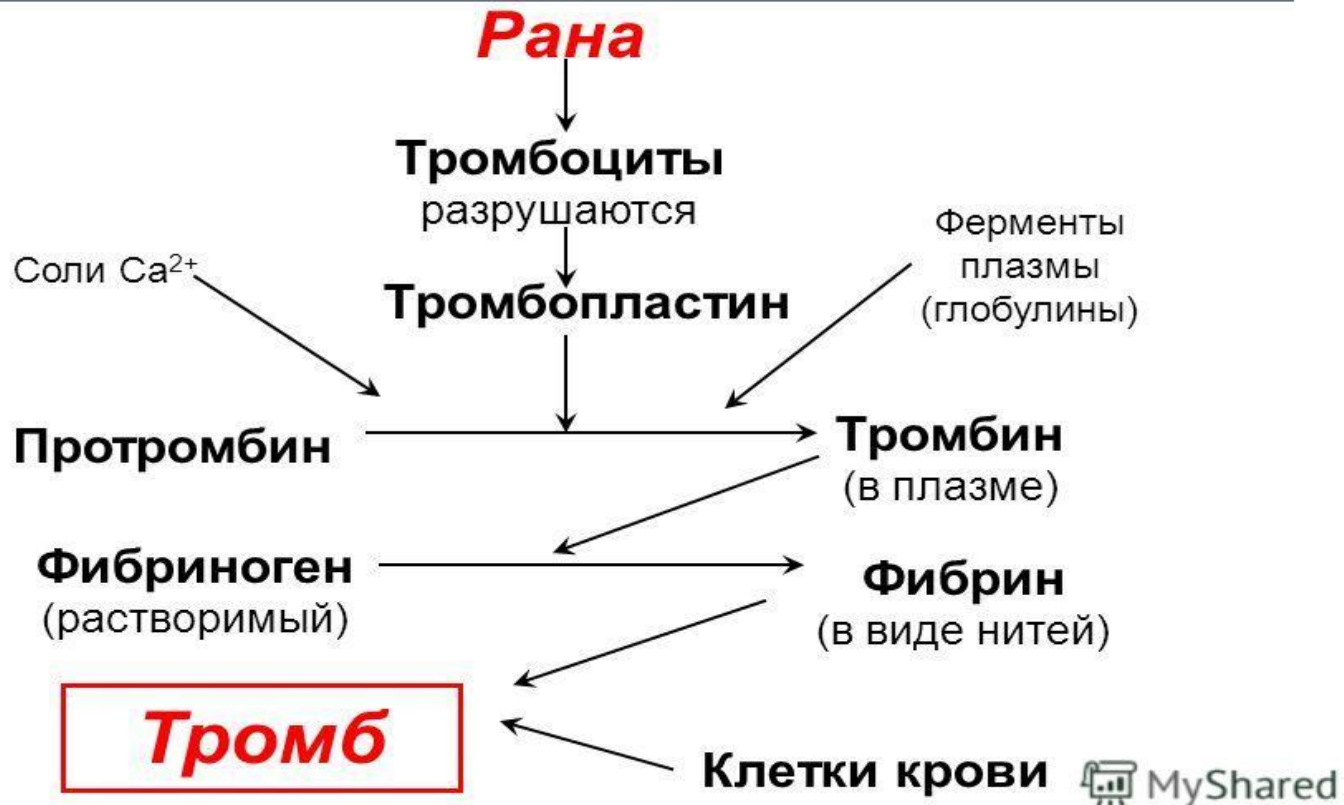 Рана
Тромбоциты
разрушаются
Ферменты
плазмы
(глобулины)
Соли Ca²⁺
Тромбопластин
Протромбин
Тромбин
(в плазме)
Фибриноген
(растворимый)
Фибрин
(в виде нитей)
Тромб
Клетки крови
MyShared